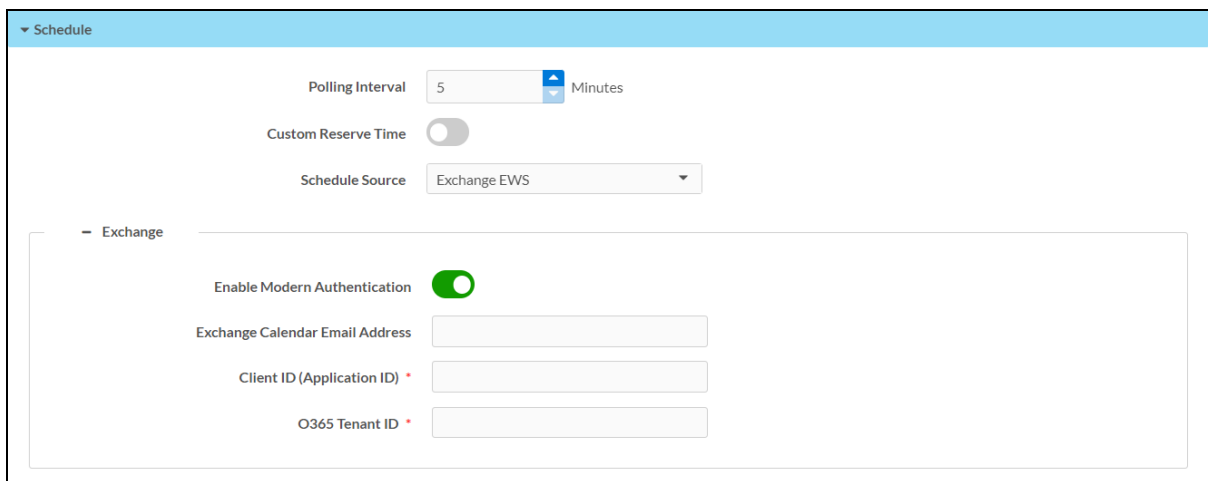 Schedule
Polling Interval 5 Minutes
Custom Reserve Time
Schedule Source Exchange EWS
Exchange
Enable Modern Authentication
Exchange Calendar Email Address
Client ID (Application ID) *
O365 Tenant ID *